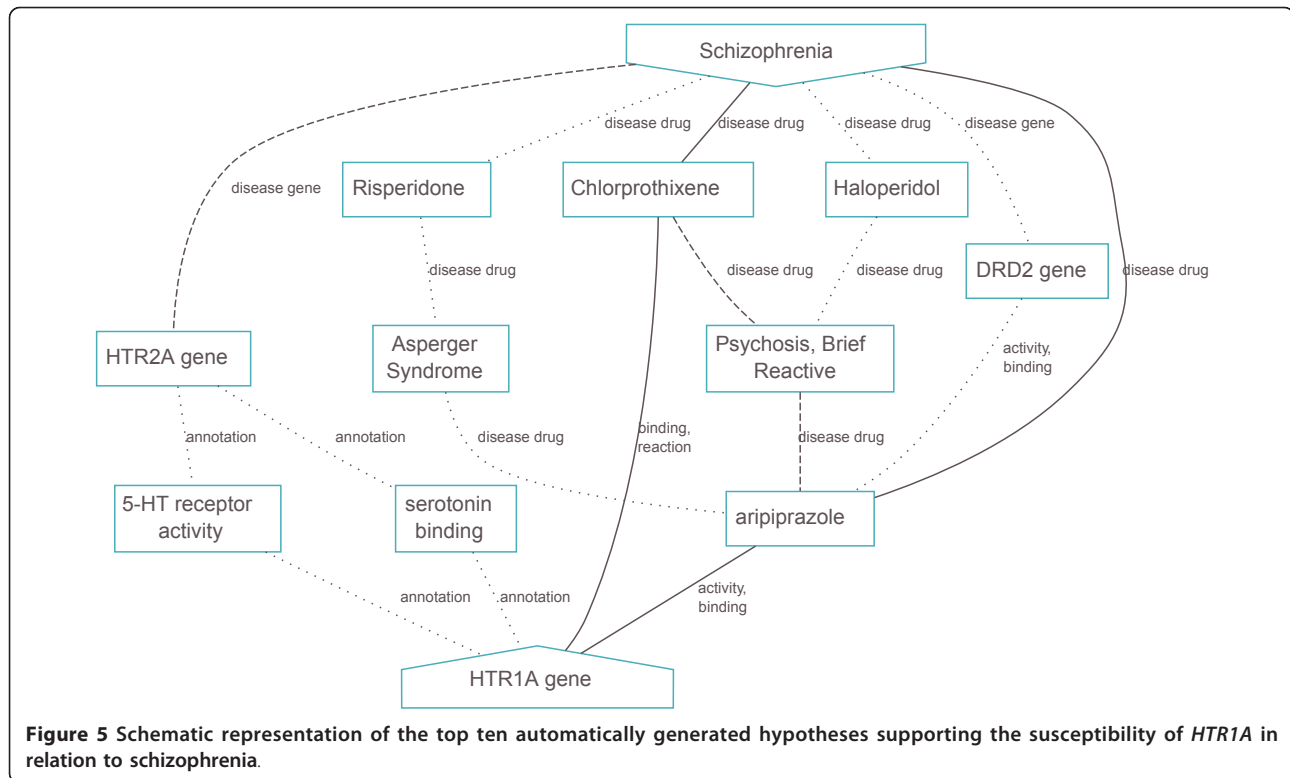 Schizophrenia
disease drug
disease drug
disease drug
disease gene
disease gene
Risperidone
Chlorprothixene
Haloperidol
DRD2 gene
disease drug
disease drug
disease drug
disease drug
HTR2A gene
Asperger
Syndrome
Psychosis, Brief
Reactive
activity,
binding
annotation
annotation
disease drug
binding,
reaction
disease drug
5-HT receptor
activity
serotonin
binding
aripiprazole
annotation
annotation
activity,
binding
HTR1A gene
Figure 5 Schematic representation of the top ten automatically generated hypotheses supporting the susceptibility of HTR1A in
relation to schizophrenia.